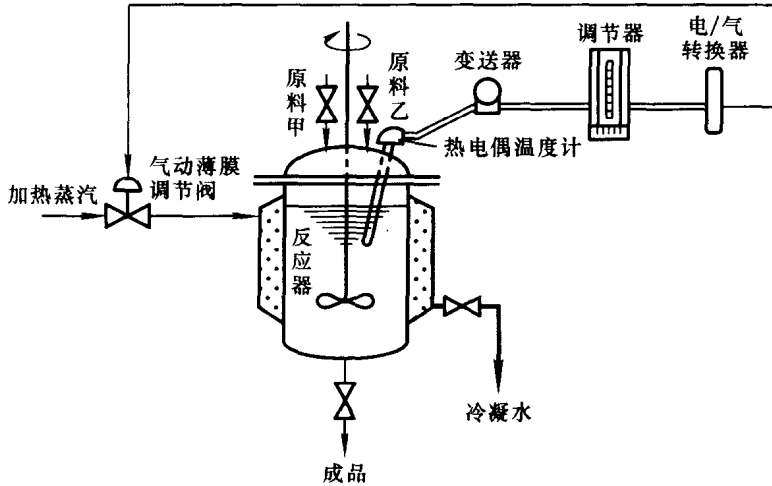 电/气
转换器
调节器
变送器
原料甲
原料乙
热电偶温度计
气动薄膜
调节阀
加热蒸汽
反应器
冷凝水
成品